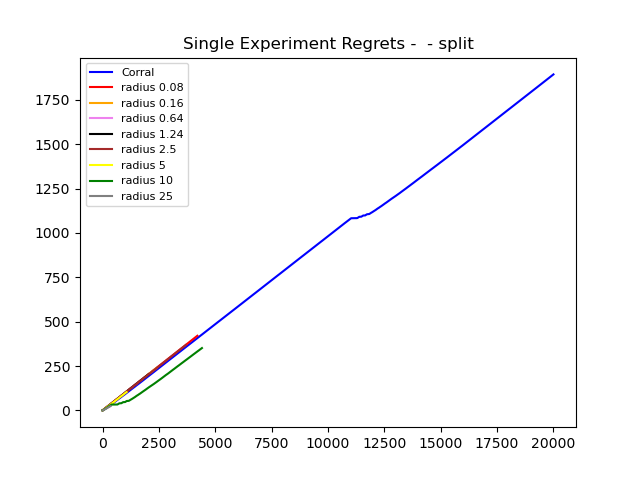 Single Experiment Regrets -  - split
Corral
radius 0.08
radius 0.16
radius 0.64
radius 1.24
radius 2.5
radius 5
radius 10
radius 25
1750
1500
1250
1000
750
500
250
0
0 2500 5000 7500 10000 12500 15000 17500 20000